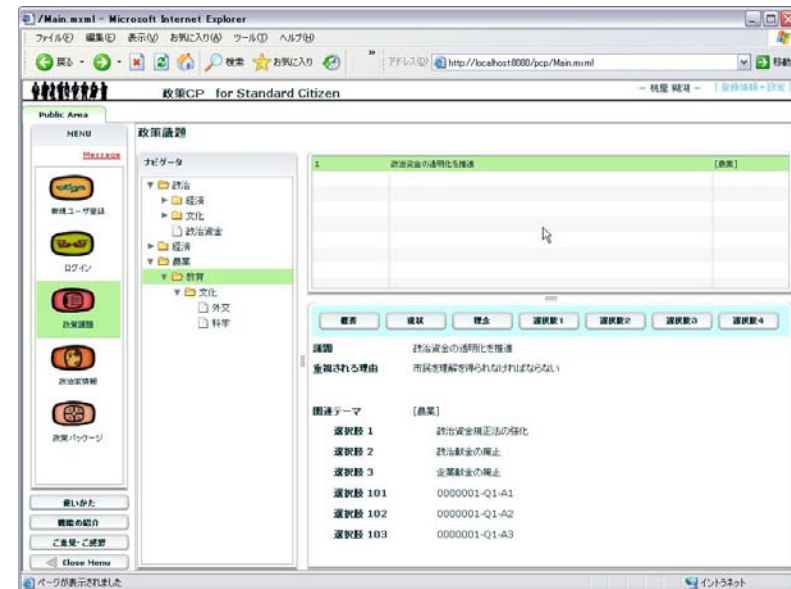 /Main.mxml - Microsoft Internet Explorer
ファイル(F) 編集(E) 表示(V) お気に入り(A) ツール(T) ヘルプ(H)
戻る 検索 お気に入り アドレス(D) http://localhost:8080/pcp/Main.mxml 移動
政策CP for Standard Citizen
Public Area
MENU
Message
新規ユーザ登録
ログイン
政策議題
政治家情報
政策パッケージ
使いかた
機能の紹介
ご意見・ご感想
Close Menu
政策議題
ナビゲータ
政治
経済
文化
政治資金
経済
農業
教育
文化
外交
科学
1 政治資金の透明化を推進 [農業]
概要 現状 理念 選択肢1 選択肢2 選択肢3 選択肢4
議題 政治資金の透明化を推進
重視される理由 市民を理解を得られなければならない
関連テーマ [農業]
選択肢 1 政治資金規正法の強化
選択肢 2 政治献金の廃止
選択肢 3 企業献金の廃止
選択肢 101 0000001-Q1-A1
選択肢 102 0000001-Q1-A2
選択肢 103 0000001-Q1-A3
ページが表示されました イントラネット